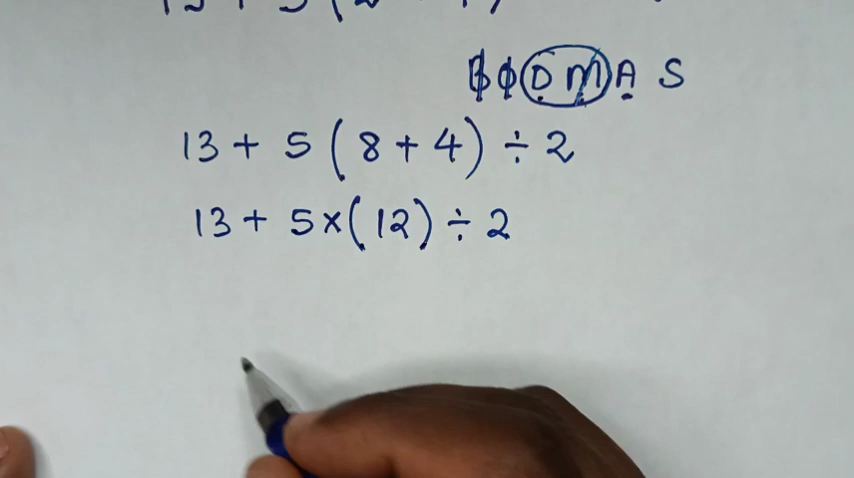 B O D M A S
13 + 5 ( 8 + 4 ) ÷ 2
13 + 5 × ( 12 ) ÷ 2